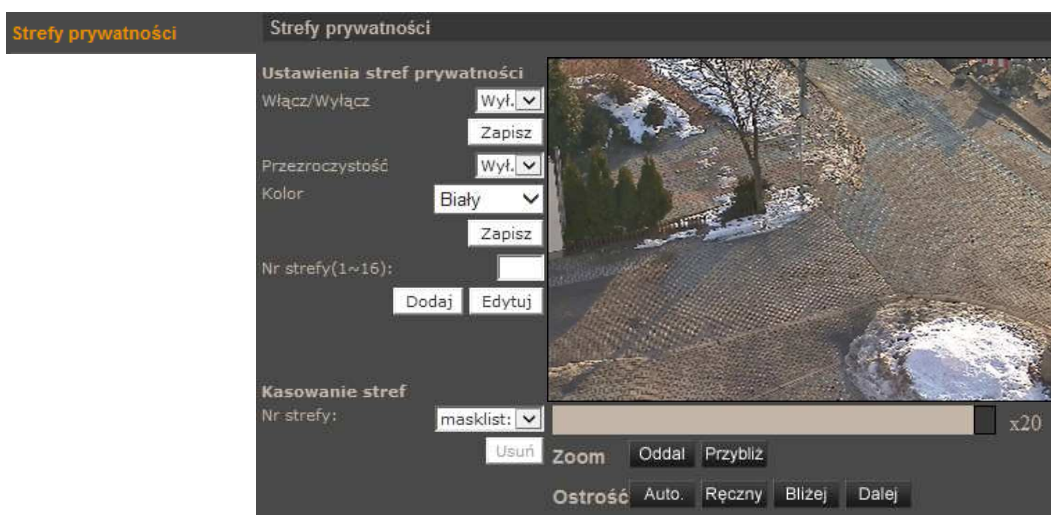 Strefy prywatności
Strefy prywatności
Ustawienia stref prywatności
Włącz/Wyłącz Wył.
Zapisz
Przezroczystość Wył.
Kolor Biały
Zapisz
Nr strefy(1~16):
Dodaj Edytuj
Kasowanie stref
Nr strefy: masklist:
Usuń
x20
Zoom Oddal Przybliż
Ostrość Auto. Ręczny Bliżej Dalej